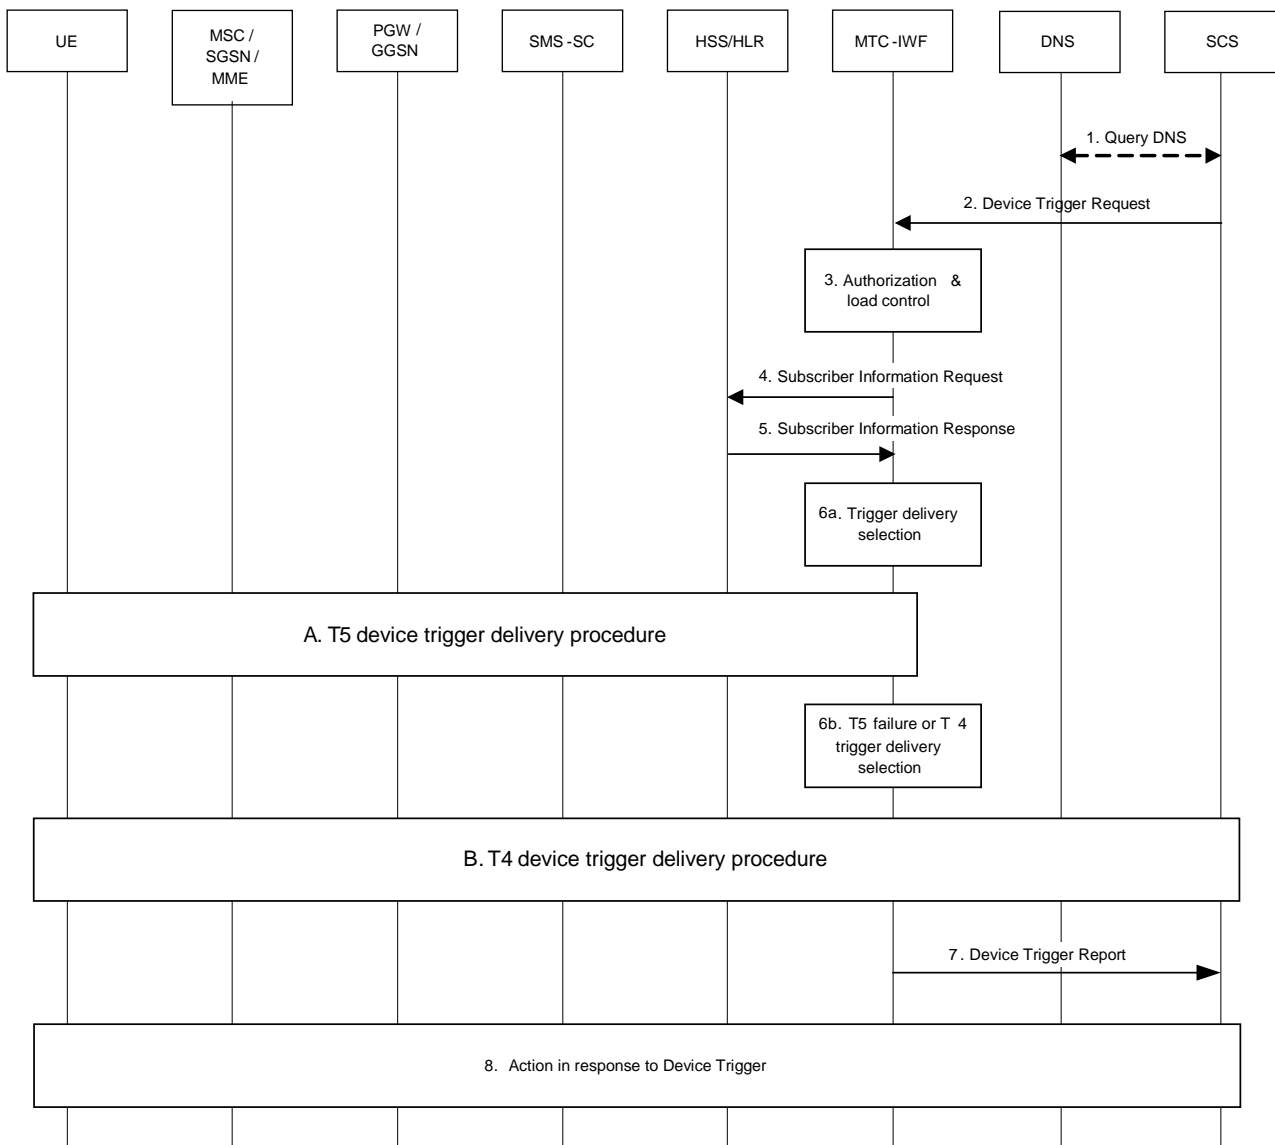 UE
MSC /
SGSN /
MME
PGW /
GGSN
SMS -SC
HSS/HLR
MTC -IWF
DNS
SCS
1. Query DNS
2. Device Trigger Request
3. Authorization &
load control
4. Subscriber Information Request
5. Subscriber Information Response
6a. Trigger delivery
selection
A. T5 device trigger delivery procedure
6b. T5 failure or T 4
trigger delivery
selection
B. T4 device trigger delivery procedure
7. Device Trigger Report
8. Action in response to Device Trigger